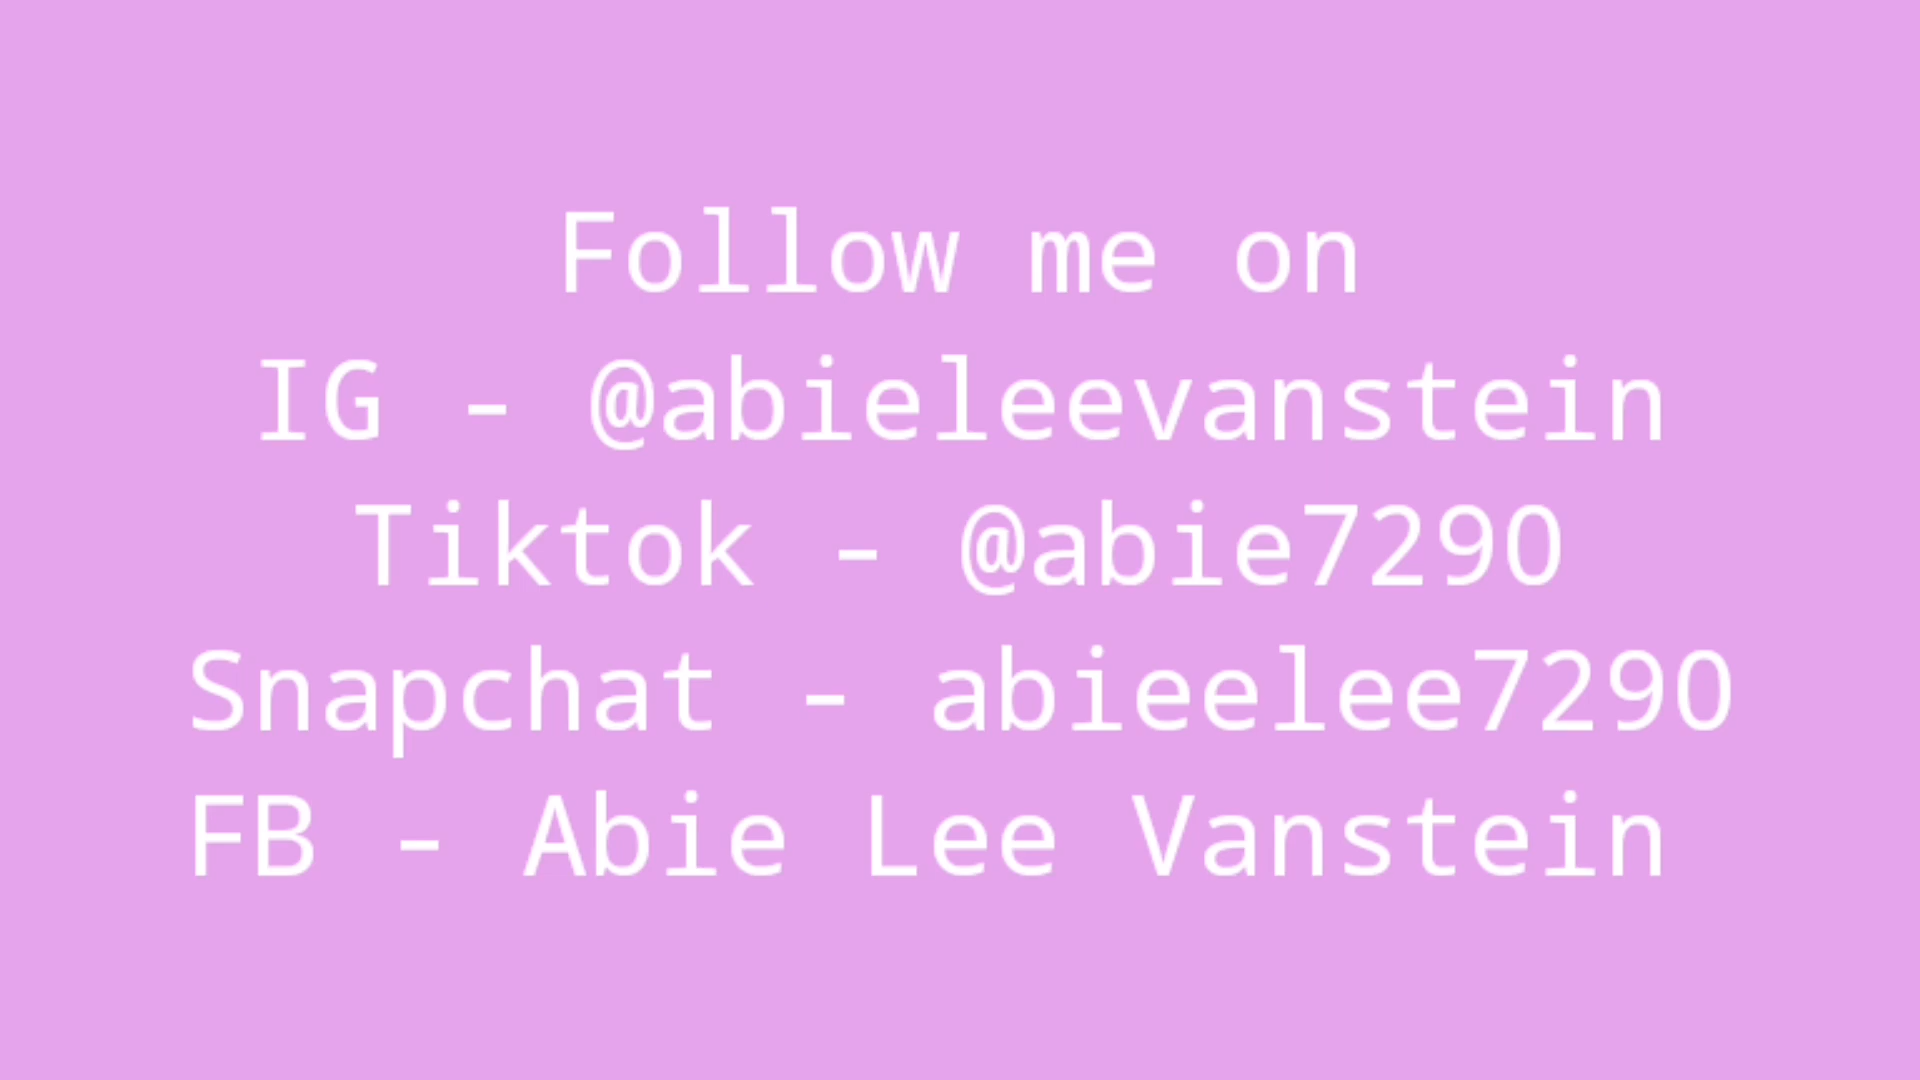 Follow me on
IG - @abieleevanstein
Tiktok - @abie7290
Snapchat - abieelee7290
FB - Abie Lee Vanstein